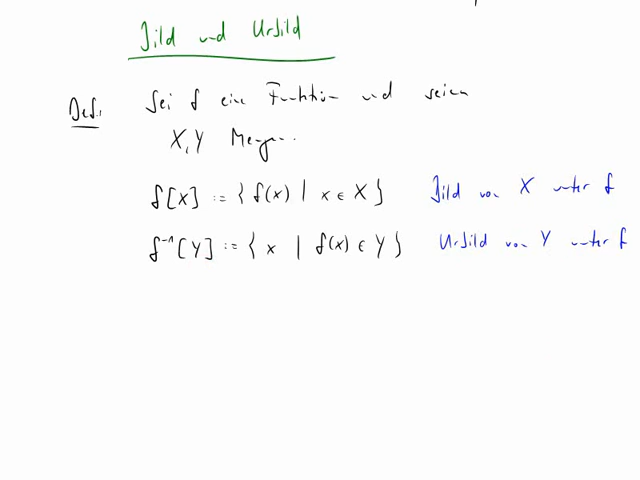 Bild und Urbild
Def.: Sei f eine Funktion und seien
X, Y Mengen.
f[X] := { f(x) | x ∈ X } Bild von X unter f
f⁻¹[Y] := { x | f(x) ∈ Y } Urbild von Y unter f